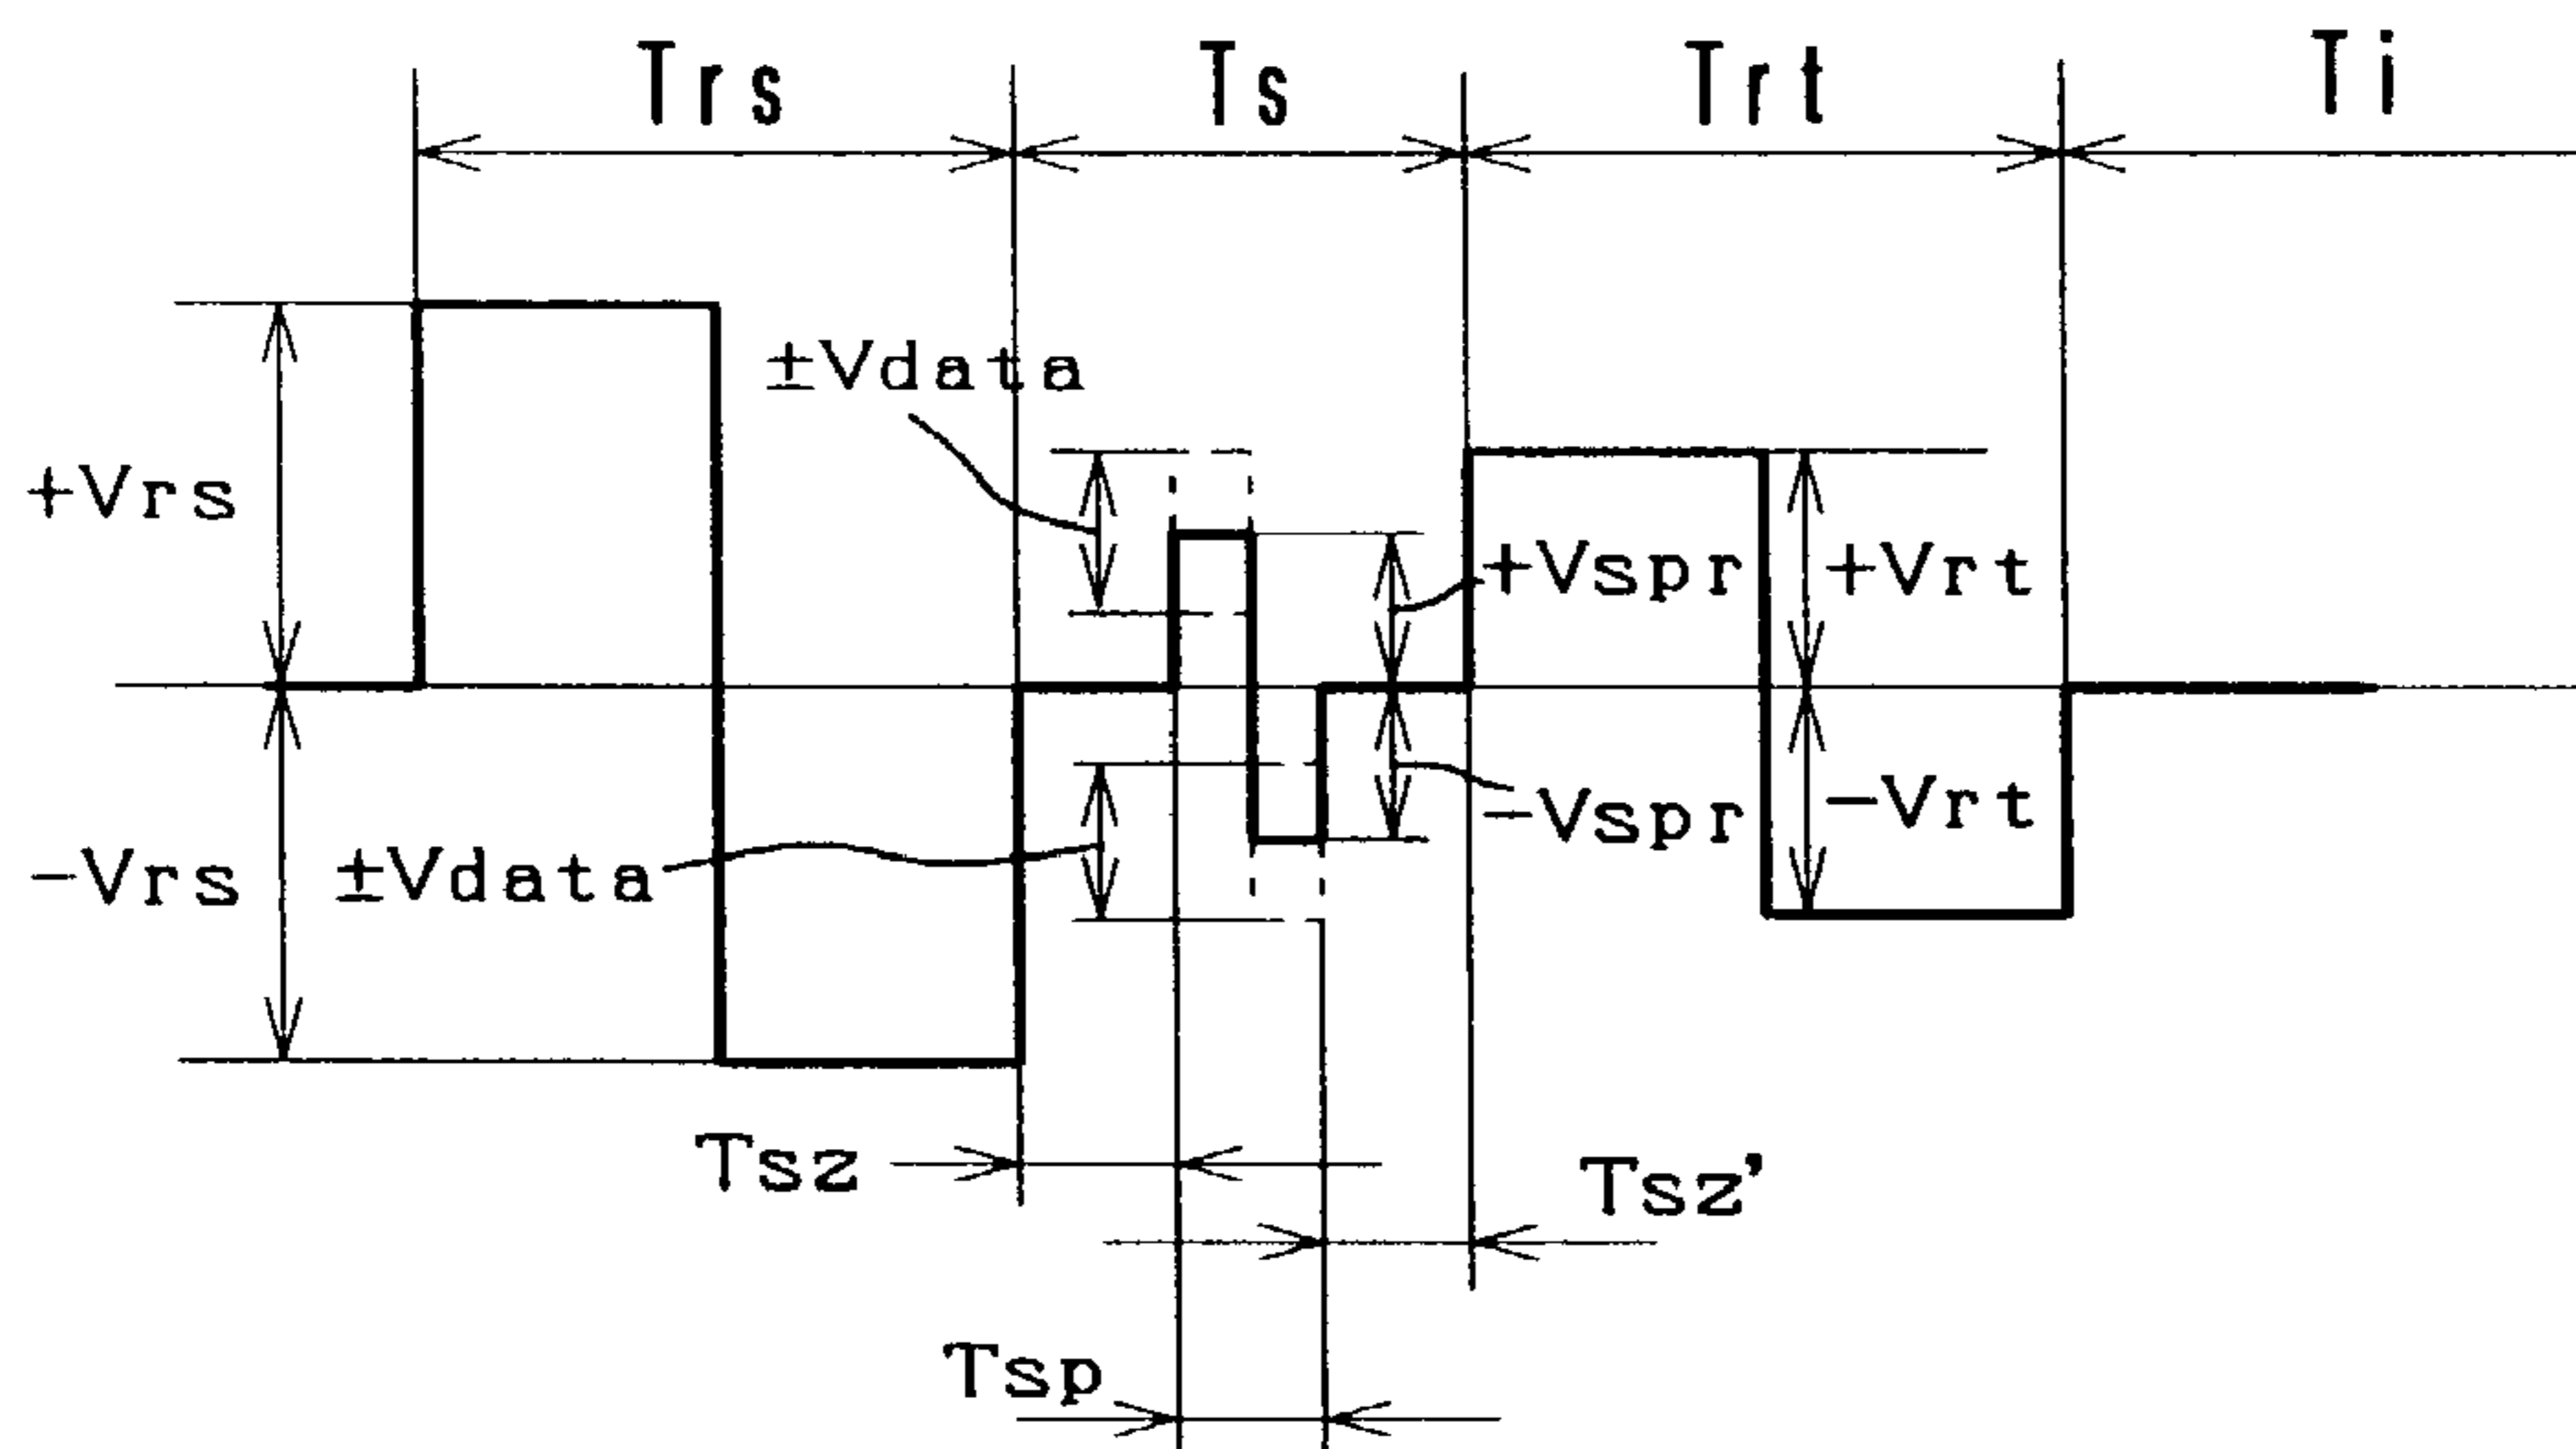 Trs Ts Trt Ti
±Vdata
+Vrs +Vspr +Vrt
-Vrs ±Vdata -Vspr -Vrt
Tsz Tsz'
Tsp